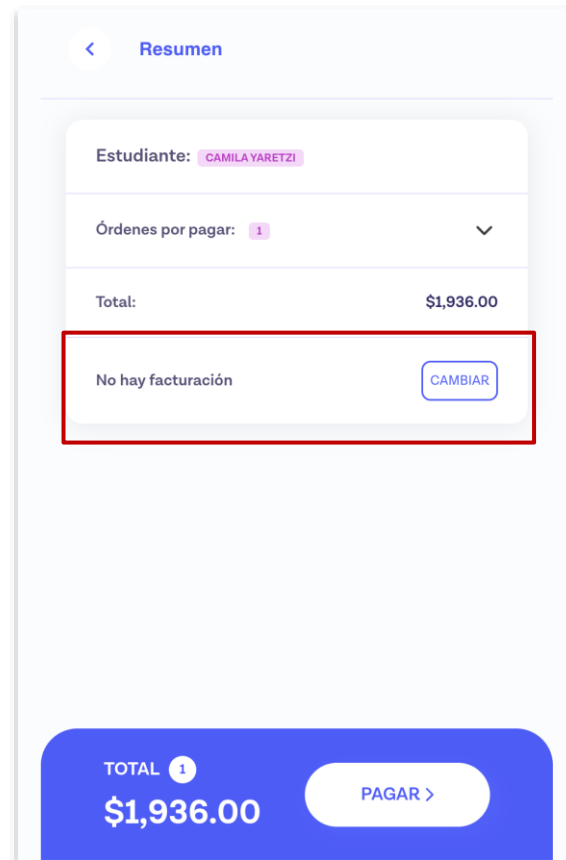 Resumen
Estudiante: CAMILA YARETZI
Órdenes por pagar: 1
Total: $1,936.00
No hay facturación CAMBIAR
TOTAL 1
$1,936.00 PAGAR >